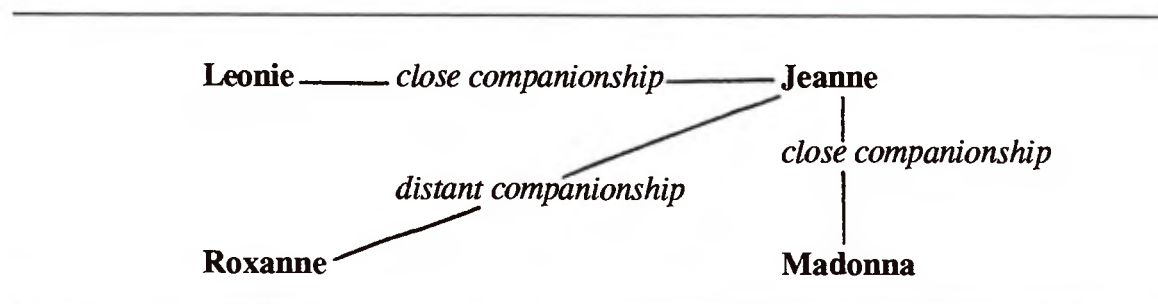 Leonie close companionship Jeanne
close companionship
distant companionship
Roxanne Madonna